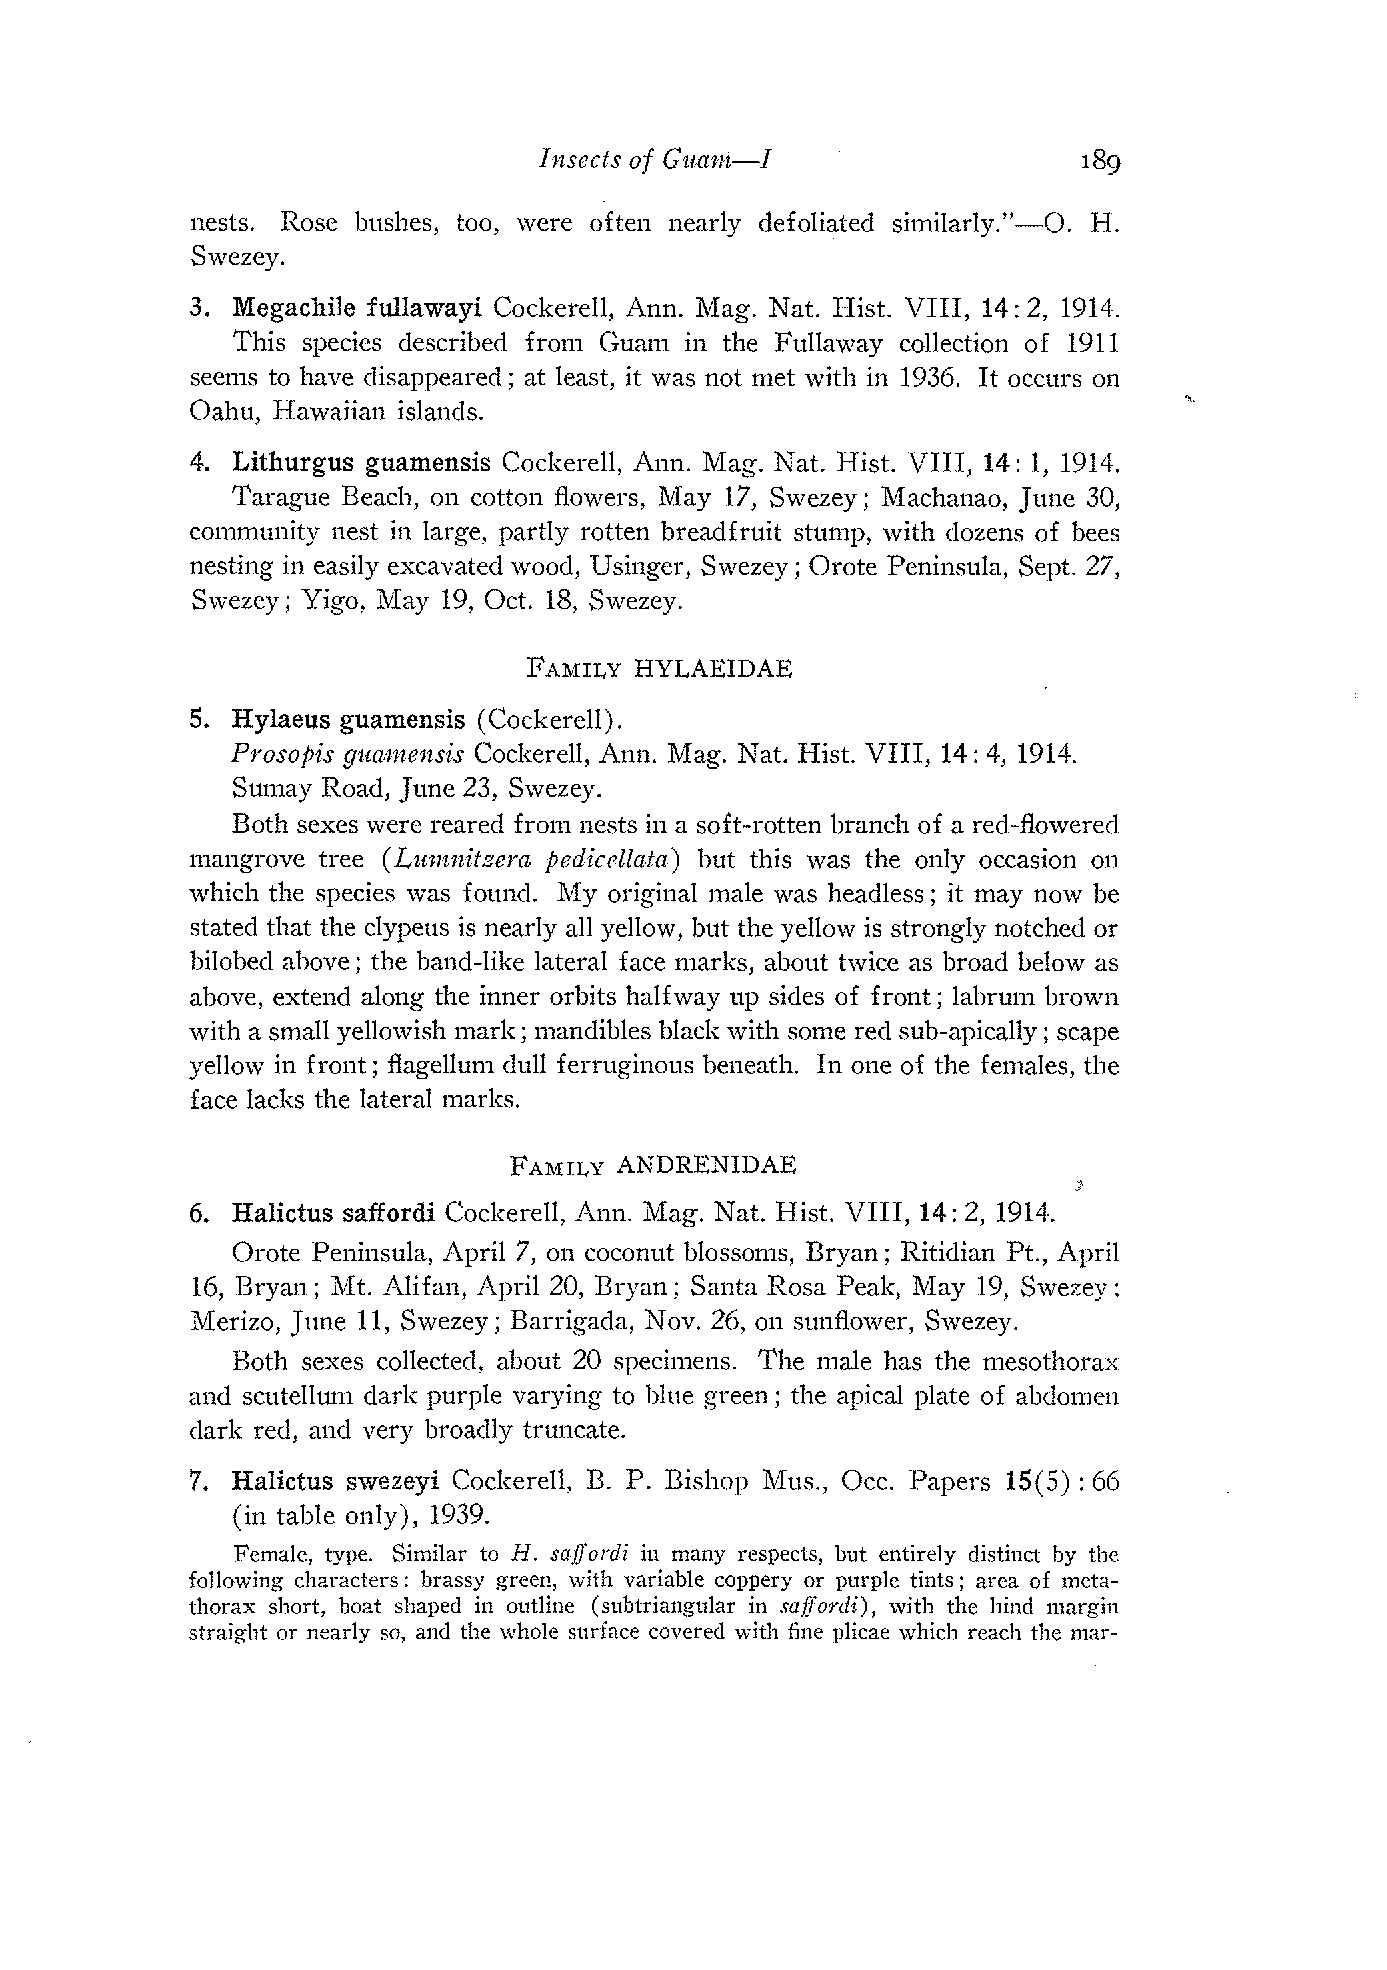 Insects of Guam—I 189
nests. Rose bushes, too, were often nearly defoliated similarly."—O. H.
Swezey.
3. Megachile fullawayi Cockerell, Ann. Mag. Nat. Hist. VIII, 14: 2, 1914.
This species described from Guam in the Fullaway collection of 1911
seems to have disappeared; at least, it was not met with in 1936. It occurs on
Oahu, Hawaiian islands.
4. Lithurgus guamensis Cockerell, Ann. Mag. Nat. Hist. VIII, 14: 1, 1914.
Tarague Beach, on cotton flowers, May 17, Swezey; Machanao, June 30,
community nest in large, partly rotten breadfruit stump, with dozens of bees
nesting in easily excavated wood, Usinger, Swezey; Orote Peninsula, Sept. 27,
Swezey; Yigo, May 19, Oct. 18, Swezey.
FAMILY HYLAEIDAE
5. Hylaeus guamensis (Cockerell).
Prosopis guamensis Cockerell, Ann. Mag. Nat. Hist. VIII, 14: 4, 1914.
Sumay Road, June 23, Swezey.
Both sexes were reared from nests in a soft-rotten branch of a red-flowered
mangrove tree (Lumnitzera pedicellata) but this was the only occasion on
which the species was found. My original male was headless; it may now be
stated that the clypeus is nearly all yellow, but the yellow is strongly notched or
bilobed above; the band-like lateral face marks, about twice as broad below as
above, extend along the inner orbits halfway up sides of front; labrum brown
with a small yellowish mark; mandibles black with some red sub-apically; scape
yellow in front; flagellum dull ferruginous beneath. In one of the females, the
face lacks the lateral marks.
FAMILY ANDRENIDAE
6. Halictus saffordi Cockerell, Ann. Mag. Nat. Hist. VIII, 14: 2, 1914.
Orote Peninsula, April 7, on coconut blossoms, Bryan; Ritidian Pt., April
16, Bryan; Mt. Alifan, April 20, Bryan; Santa Rosa Peak, May 19, Swezey;
Merizo, June 11, Swezey; Barrigada, Nov. 26, on sunflower, Swezey.
Both sexes collected, about 20 specimens. The male has the mesothorax
and scutellum dark purple varying to blue green; the apical plate of abdomen
dark red, and very broadly truncate.
7. Halictus swezeyi Cockerell, B. P. Bishop Mus., Occ. Papers 15(5): 66
(in table only), 1939.
Female, type. Similar to H. saffordi in many respects, but entirely distinct by the
following characters: brassy green, with variable coppery or purple tints; area of meta-
thorax short, boat shaped in outline (subtriangular in saffordi), with the hind margin
straight or nearly so, and the whole surface covered with fine plicae which reach the mar-